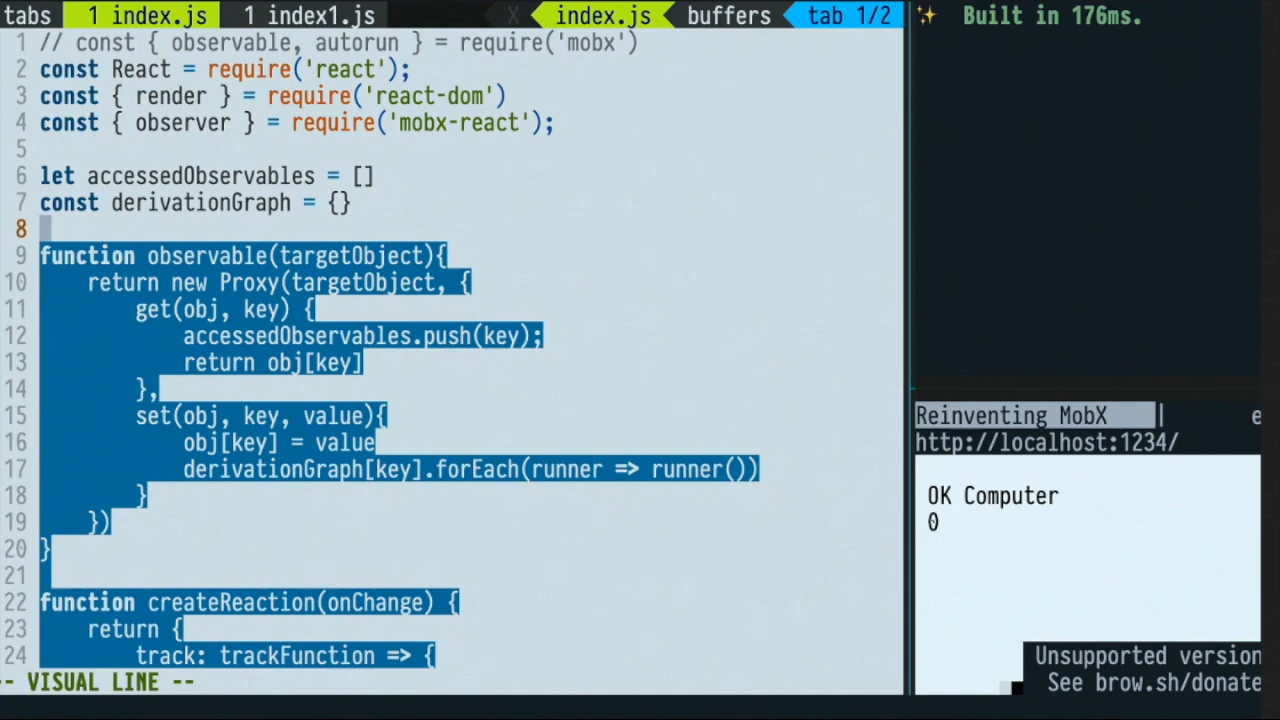 tabs 1 index.js 1 index1.js X index.js buffers tab 1/2
1 // const { observable, autorun } = require('mobx')
2 const React = require('react');
3 const { render } = require('react-dom')
4 const { observer } = require('mobx-react');
5
6 let accessedObservables = []
7 const derivationGraph = {}
8
9 function observable(targetObject){
10 return new Proxy(targetObject, {
11 get(obj, key) {
12 accessedObservables.push(key);
13 return obj[key]
14 },
15 set(obj, key, value){
16 obj[key] = value
17 derivationGraph[key].forEach(runner => runner())
18 }
19 })
20 }
21
22 function createReaction(onChange) {
23 return {
24 track: trackFunction => {
-- VISUAL LINE --
✨ Built in 176ms.
Reinventing MobX | e
http://localhost:1234/
OK Computer
0
Unsupported version
See brow.sh/donate